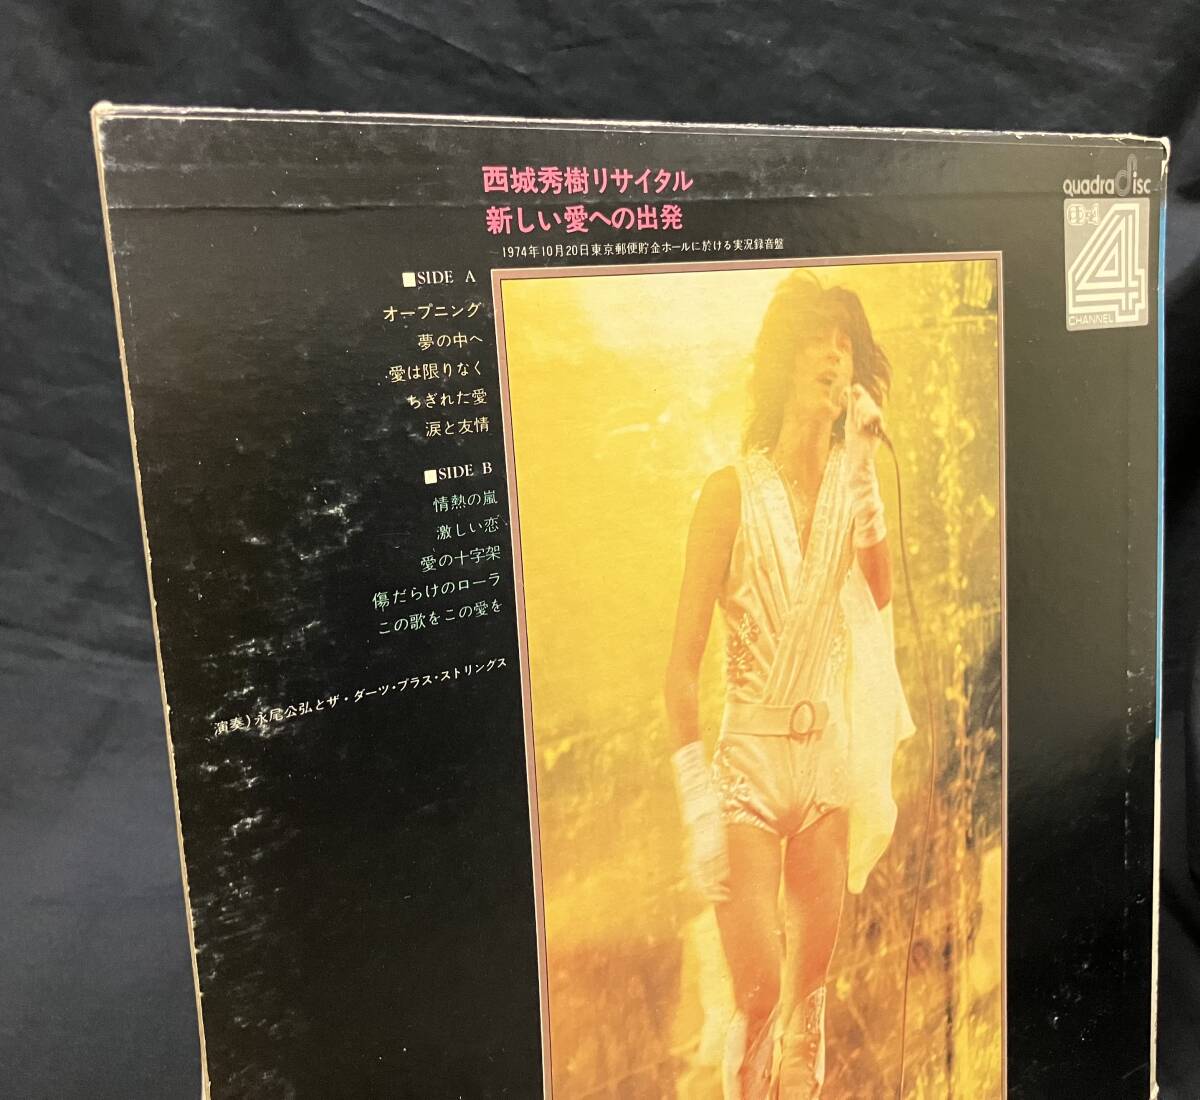 西城秀樹リサイタル
新しい愛への出発
1974年10月20日東京郵便貯金ホールに於ける実況録音盤
quadradisc
4
CHANNEL
■SIDE A
オープニング
夢の中へ
愛は限りなく
ちぎれた愛
涙と友情
■SIDE B
情熱の嵐
激しい恋
愛の十字架
傷だらけのローラ
この歌をこの愛を
演奏)永尾公弘とザ・ダーツ・プラス・ストリングス